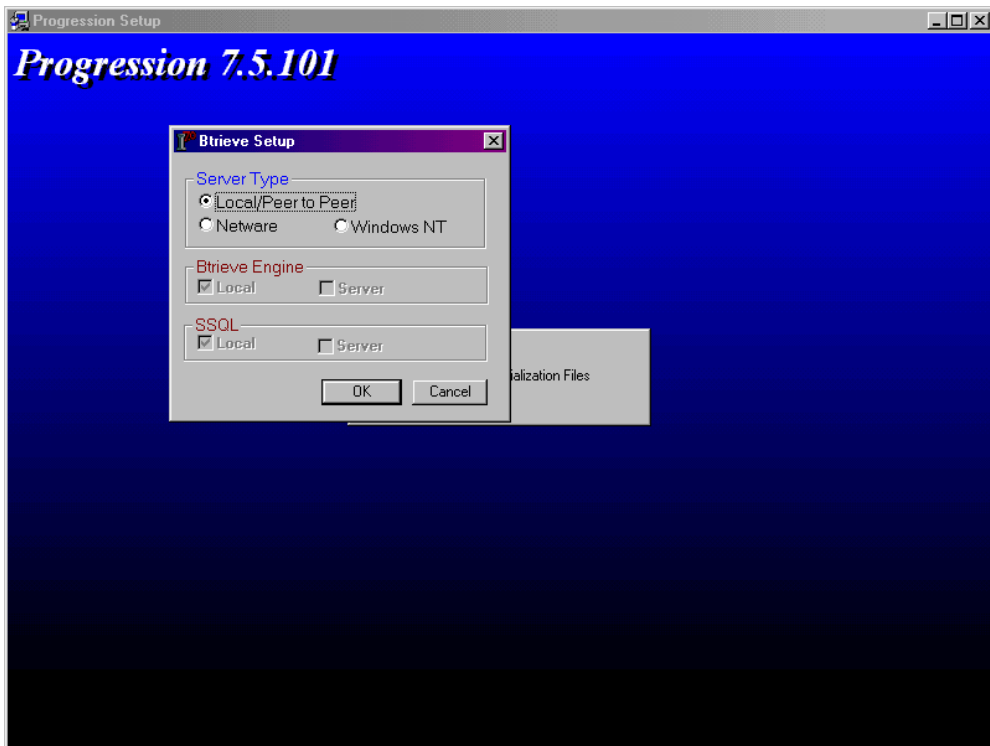 Progression Setup
Progression 7.5.101
Btrieve Setup
Server Type
Local/Peer to Peer
Netware Windows NT
Btrieve Engine
Local Server
SSQL
Local Server
ialization Files
OK Cancel